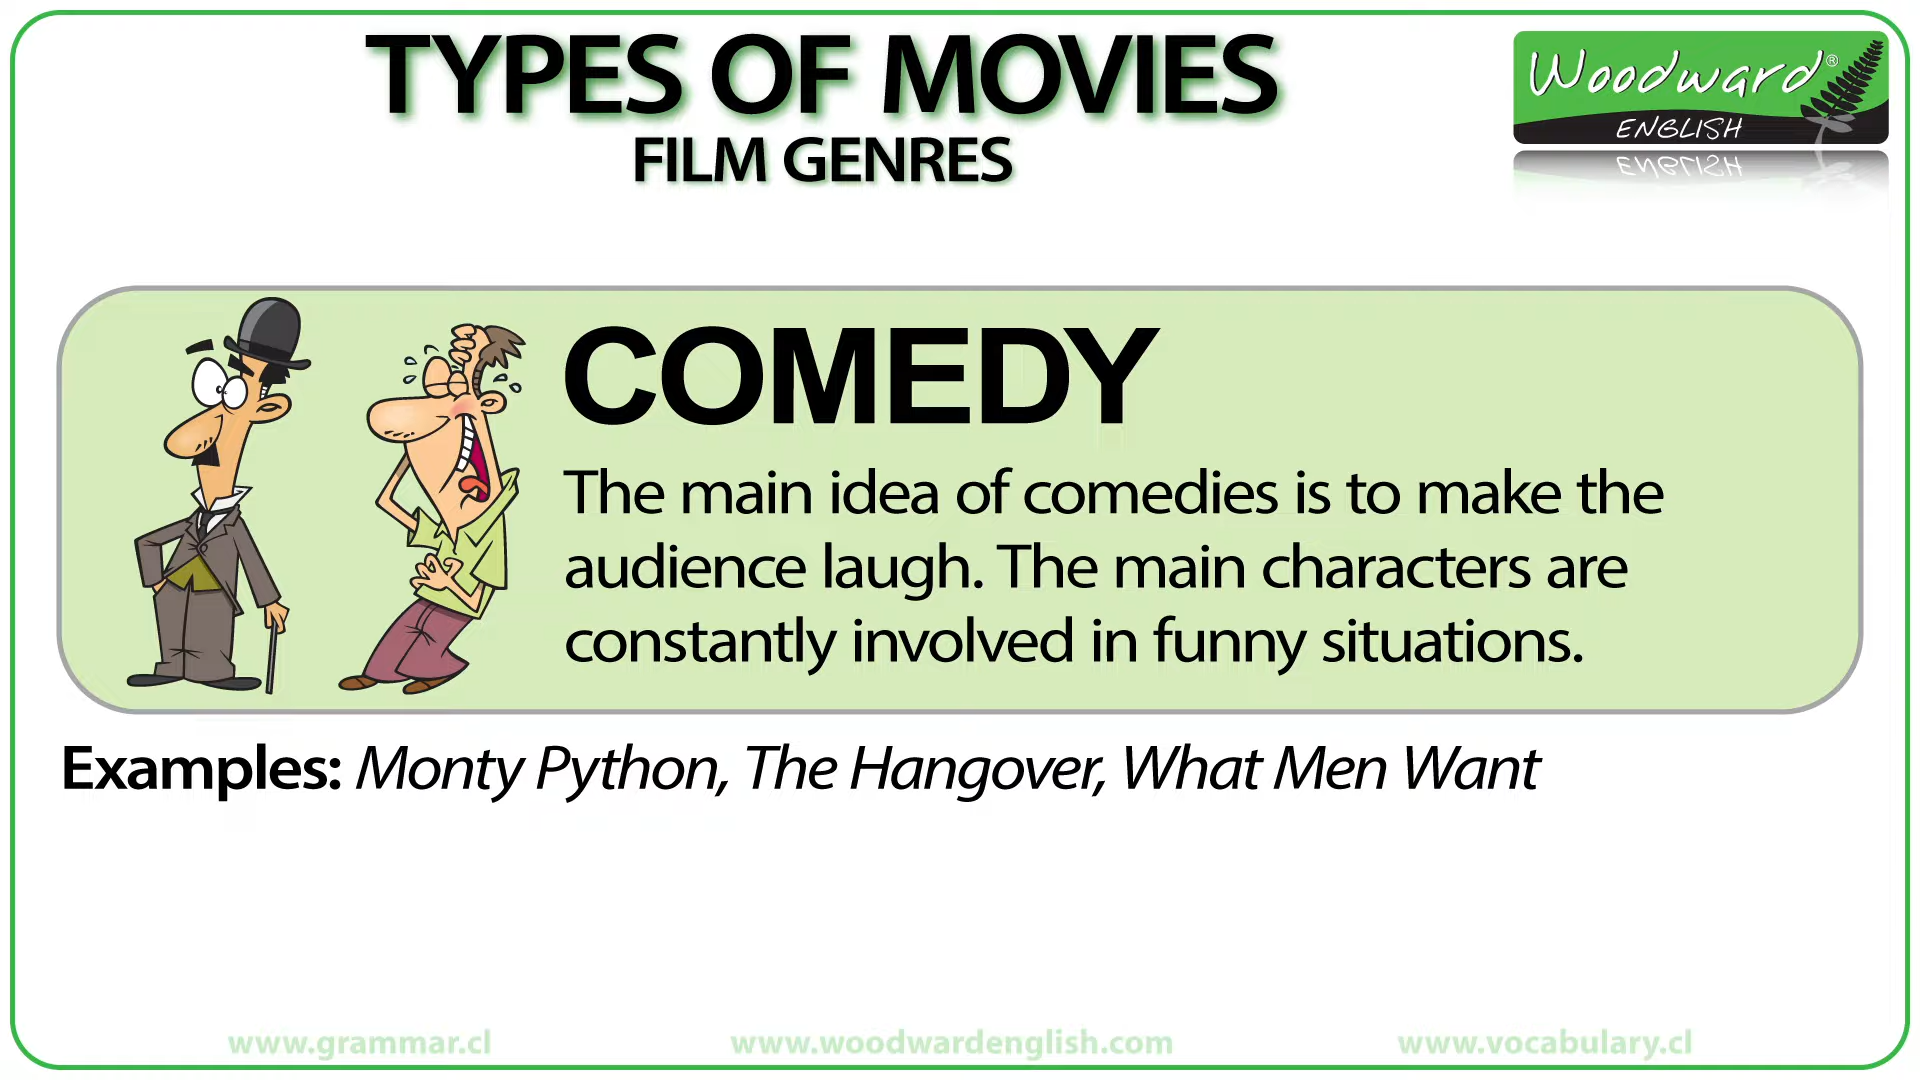 TYPES OF MOVIES
FILM GENRES
Woodward®
ENGLISH
COMEDY
The main idea of comedies is to make the
audience laugh. The main characters are
constantly involved in funny situations.
Examples: Monty Python, The Hangover, What Men Want
www.grammar.cl
www.woodwardenglish.com
www.vocabulary.cl